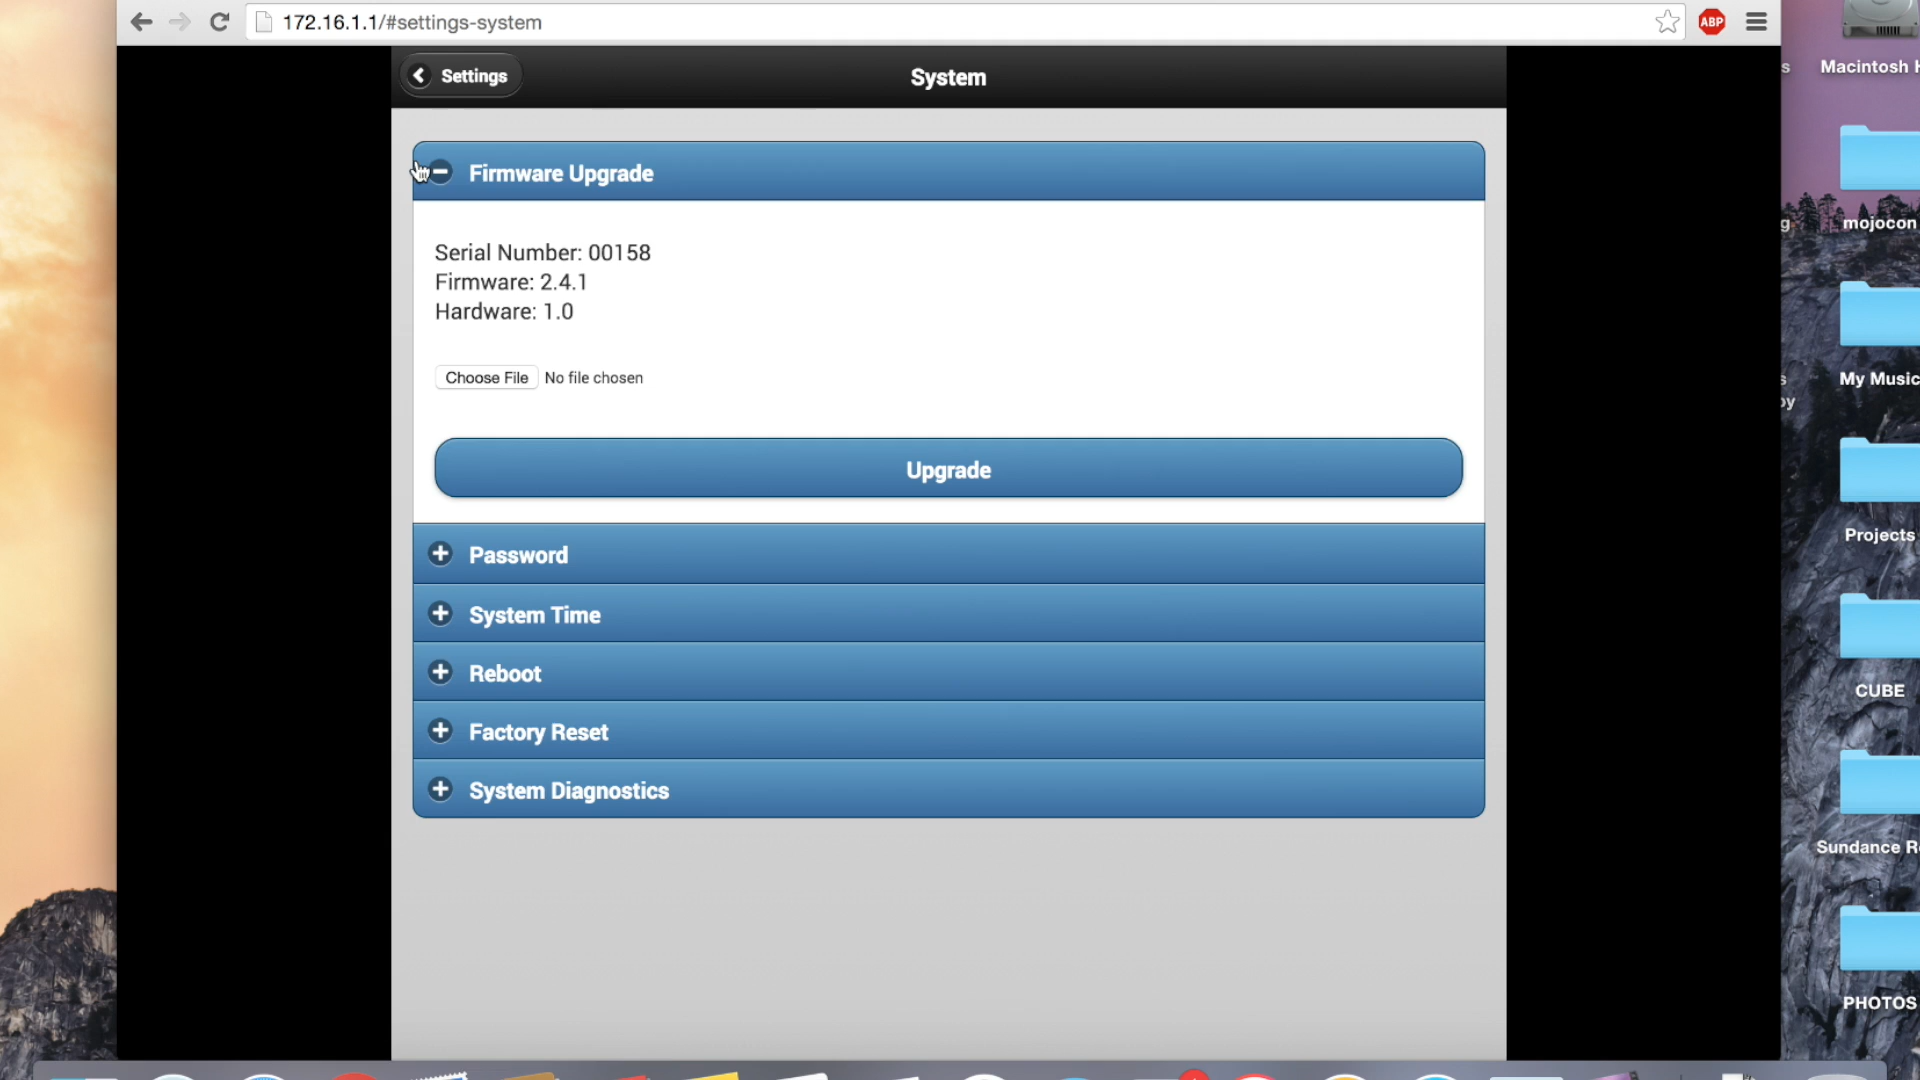 172.16.1.1/#settings-system
ABP
Settings
System
Macintosh H
Firmware Upgrade
mojocon
Serial Number: 00158
Firmware: 2.4.1
Hardware: 1.0
Choose File No file chosen
My Music
Upgrade
Projects
Password
System Time
Reboot
CUBE
Factory Reset
System Diagnostics
Sundance R
PHOTOS